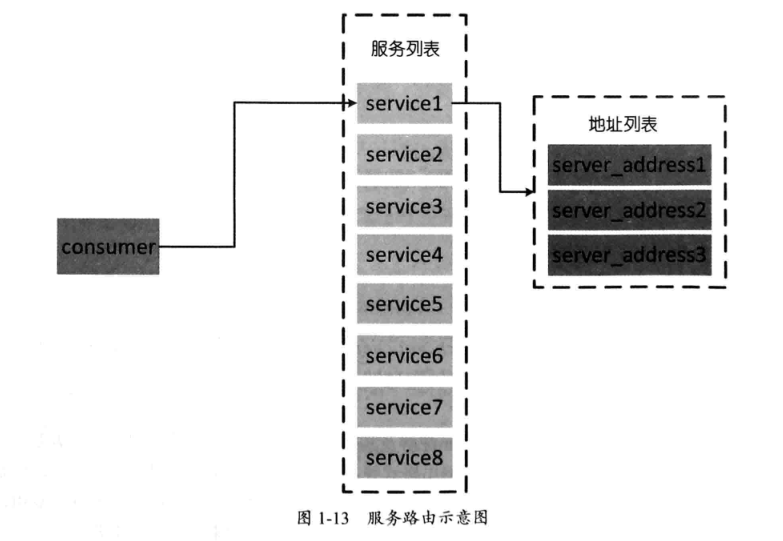 服务列表
service1
service2
service3
service4
service5
service6
service7
service8
consumer
地址列表
server_address1
server_address2
server_address3
图 1-13 服务路由示意图